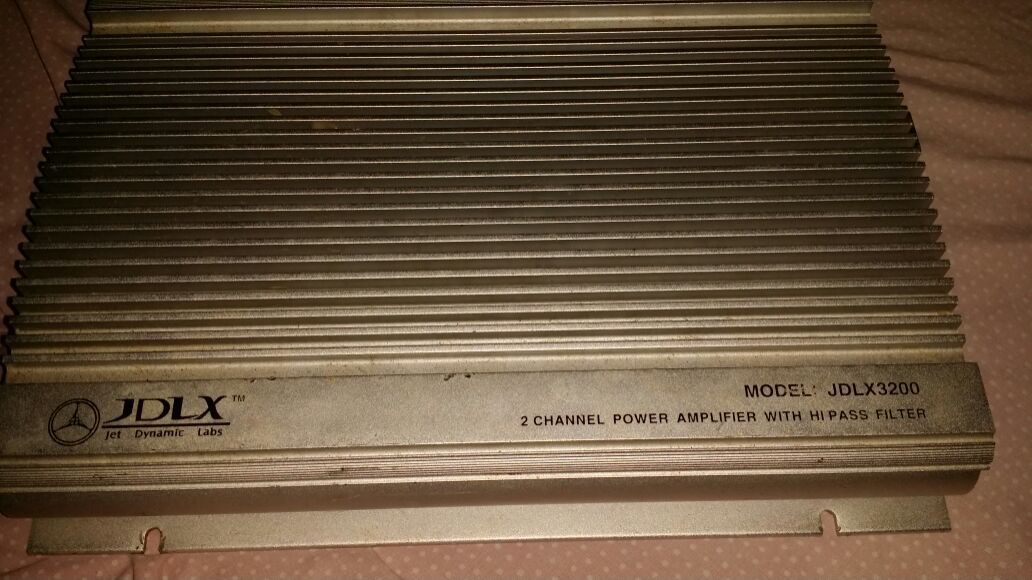 JDLX™
Jet Dynamic Labs
MODEL: JDLX3200
2 CHANNEL POWER AMPLIFIER WITH HI PASS FILTER